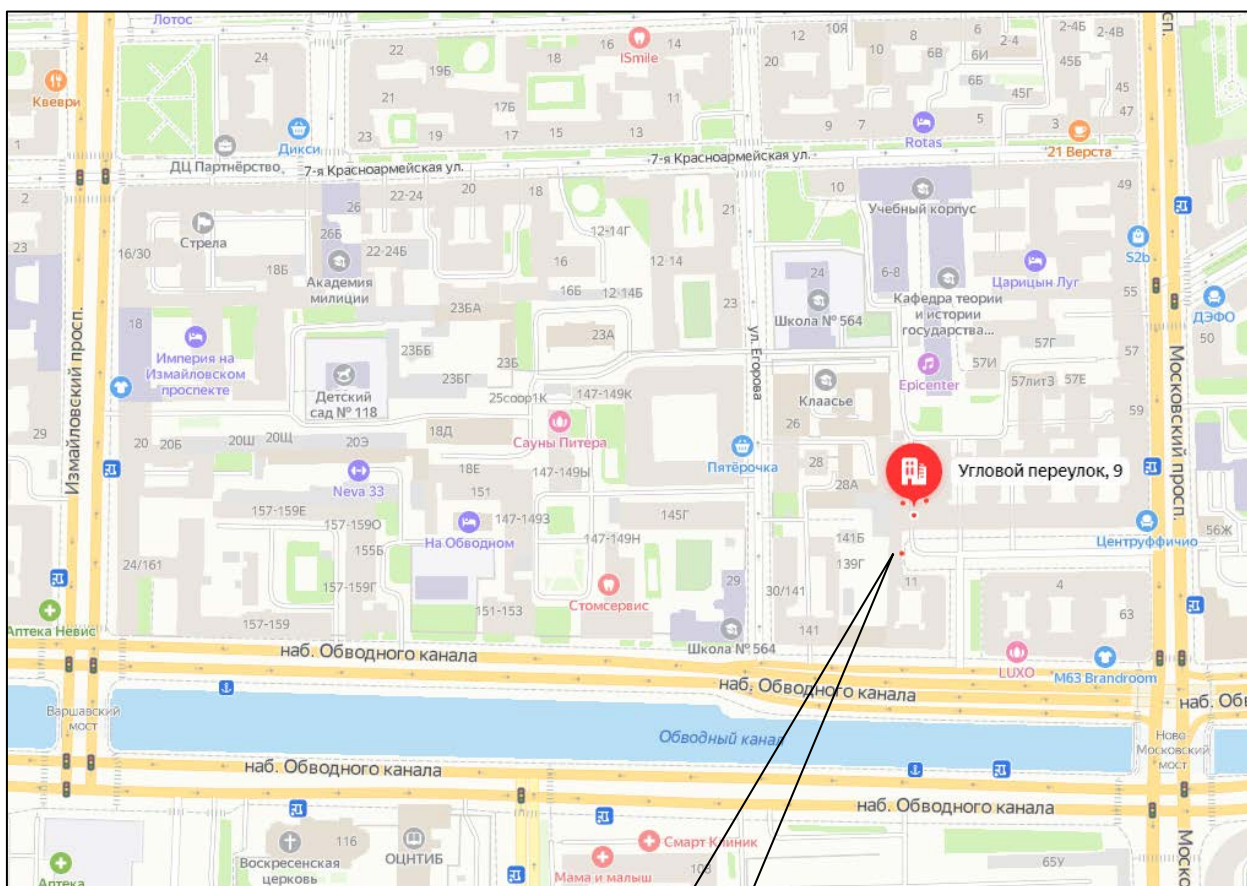 Лотос
24
22
19Б
21
23
19
17Б
17
18
16
14
ISmile
15
13
11
12
10Я
10
8
6В
6
6И
2-4
2-4Б
2-4В
20
6Б
45Г
45Б
45
47
9
7
Rotas
5
3
21 Верста
Квеври
1
ДЦ Партнёрство
Дикси
7-я Красноармейская ул.
7-я Красноармейская ул.
2
23
Стрела
16/30
18Б
26
26Б
Академия
милиции
22-24
20
18
22-24Б
12-14Г
16
12-14
16Б
12-14Б
21
23
10
Учебный корпус
49
24
Школа № 564
6-8
Кафедра теории
и истории
государства...
Царицын Луг
S2b
55
ДЭФО
50
18
Империя на
Измайловском
проспекте
Измайловский просп.
23БА
23ББ
23БГ
23Б
23А
Детский
сад № 118
25соор1К
147-149К
ул. Егорова
Epicenter
57И
57Г
57
57литЗ
57Е
59
Московский просп.
29
20
20Б
20Ш
20Щ
20Э
18Д
Сауны Питера
Клаасье
26
Пятёрочка
28
28А
Угловой переулок, 9
Neva 33
18Е
151
147-149Ы
147-149З
145Г
157-159Е
157-159О
155Б
На Обводном
147-149Н
141Б
139Г
Центруффичио
56Ж
24/161
157-159Г
Стомсервис
29
30/141
11
4
63
Аптека Невис
157-159
151-153
Школа № 564
141
LUXO
M63 Brandroom
наб. Обводного канала
наб. Обводного канала
наб. Обв
Варшавский
мост
Обводный канал
Ново-
Московский
мост
наб. Обводного канала
наб. Обводного канала
Воскресенская
церковь
116
ОЦНТИБ
Смарт Клиник
Мама и малыш
103
65У
Аптека